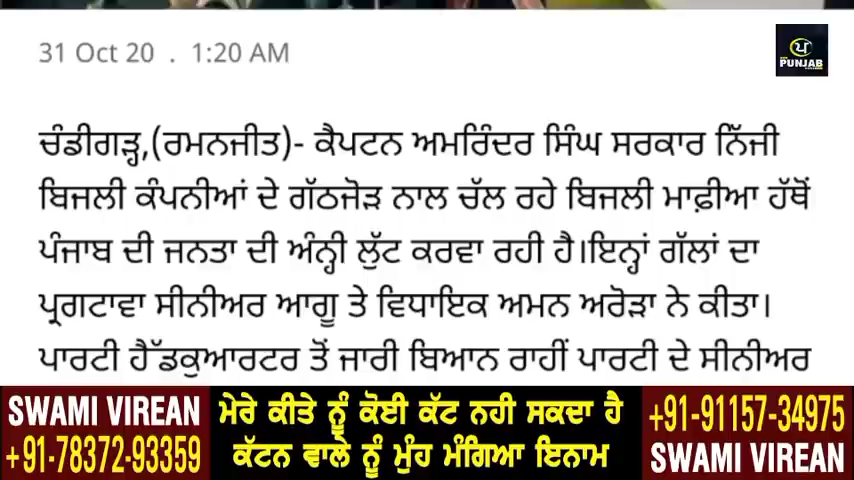 31 Oct 20 . 1:20 AM
ਪ
PUNJAB
ਚੰਡੀਗੜ੍ਹ,(ਰਮਨਜੀਤ)- ਕੈਪਟਨ ਅਮਰਿੰਦਰ ਸਿੰਘ ਸਰਕਾਰ ਨਿੱਜੀ
ਬਿਜਲੀ ਕੰਪਨੀਆਂ ਦੇ ਗੱਠਜੋੜ ਨਾਲ ਚੱਲ ਰਹੇ ਬਿਜਲੀ ਮਾਫ਼ੀਆ ਹੱਥੋਂ
ਪੰਜਾਬ ਦੀ ਜਨਤਾ ਦੀ ਅੰਨ੍ਹੀ ਲੁੱਟ ਕਰਵਾ ਰਹੀ ਹੈ।ਇਨ੍ਹਾਂ ਗੱਲਾਂ ਦਾ
ਪ੍ਰਗਟਾਵਾ ਸੀਨੀਅਰ ਆਗੂ ਤੇ ਵਿਧਾਇਕ ਅਮਨ ਅਰੋੜਾ ਨੇ ਕੀਤਾ।
ਪਾਰਟੀ ਹੈੱਡਕੁਆਰਟਰ ਤੋਂ ਜਾਰੀ ਬਿਆਨ ਰਾਹੀਂ ਪਾਰਟੀ ਦੇ ਸੀਨੀਅਰ
SWAMI VIREAN
+91-78372-93359
ਮੇਰੇ ਕੀਤੇ ਨੂੰ ਕੋਈ ਕੱਟ ਨਹੀ ਸਕਦਾ ਹੈ
ਕੱਟਨ ਵਾਲੇ ਨੂੰ ਮੂੰਹ ਮੰਗਿਆ ਇਨਾਮ
+91-91157-34975
SWAMI VIREAN